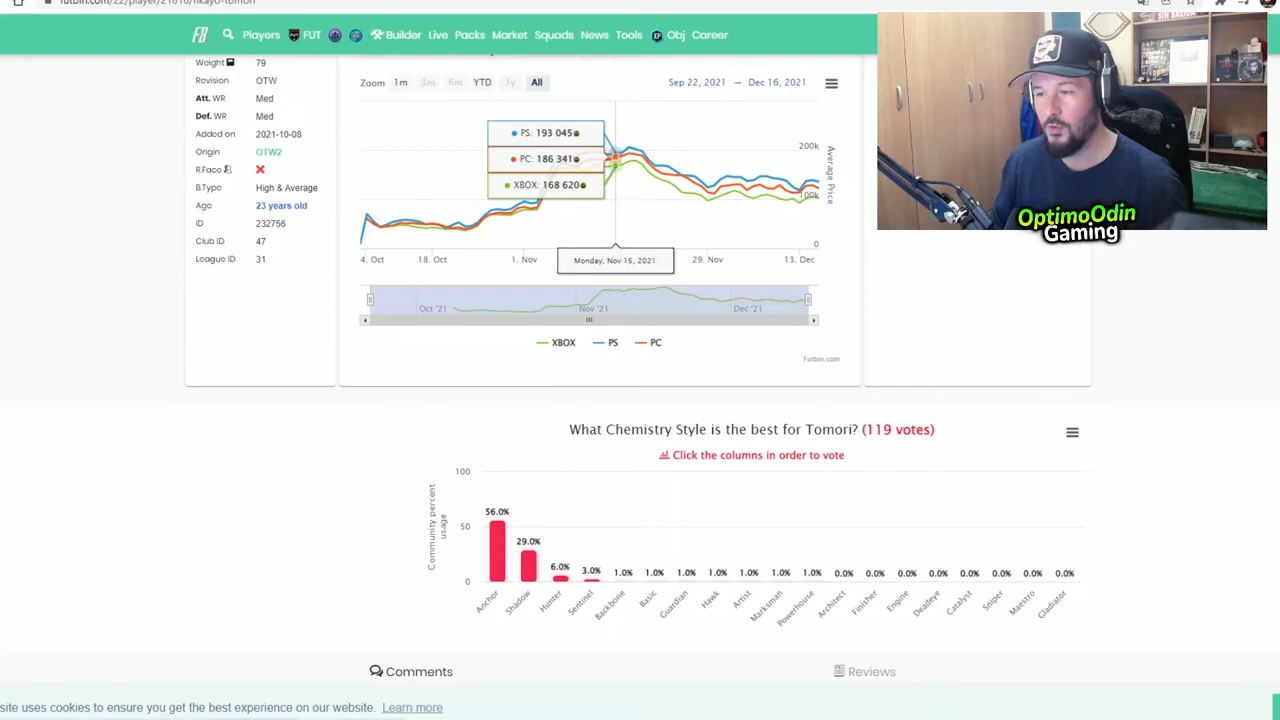 futbin.com/22/player/21616/fikayo-tomori
FB Players FUT Builder Live Packs Market Squads News Tools Obj Career
Weight 79
Revision OTW
Att. WR Med
Def. WR Med
Added on 2021-10-08
Origin OTW2
R.Face
B.Type High & Average
Age 23 years old
ID 232756
Club ID 47
League ID 31
Zoom 1m 3m 6m YTD 1y All
Sep 22, 2021 → Dec 16, 2021
PS: 193 045
PC: 186 341
XBOX: 168 620
200k
100k
0
Average Price
4. Oct 18. Oct 1. Nov 29. Nov 13. Dec
Monday, Nov 15, 2021
Oct '21 Nov '21 Dec '21
XBOX PS PC
Futbin.com
OptimoOdin
Gaming
What Chemistry Style is the best for Tomori? (119 votes)
Click the columns in order to vote
Community percent
usage
100
50
0
56.0% 29.0% 6.0% 3.0% 1.0% 1.0% 1.0% 1.0% 1.0% 1.0% 1.0% 0.0% 0.0% 0.0% 0.0% 0.0% 0.0% 0.0% 0.0%
Anchor Shadow Hunter Sentinel Backbone Basic Guardian Hawk Artist Marksman Powerhouse Architect Finisher Engine Deadeye Catalyst Sniper Maestro Gladiator
Comments
Reviews
site uses cookies to ensure you get the best experience on our website. Learn more